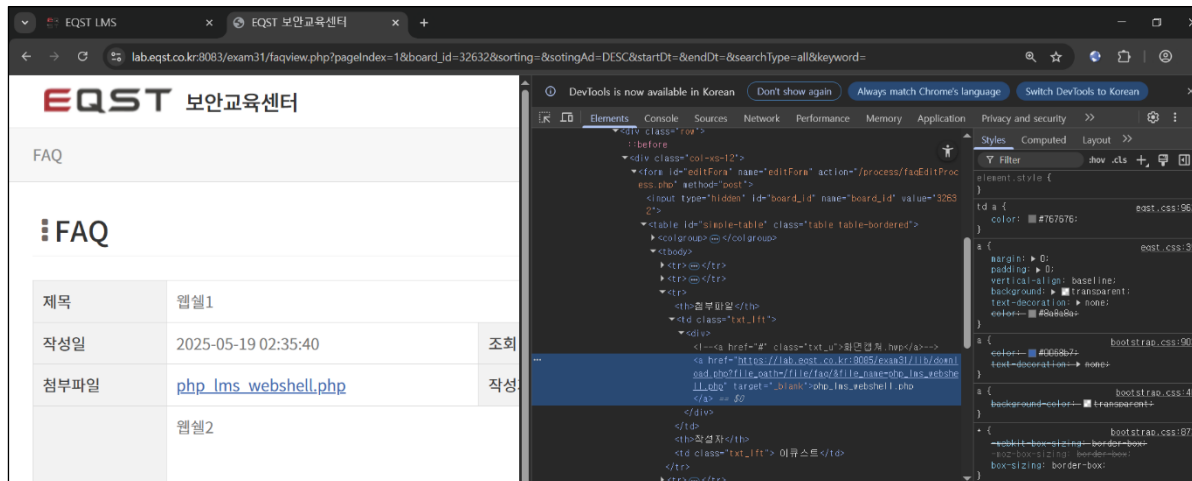 EQST LMS
EQST 보안교육센터
lab.eqst.co.kr:8083/exam31/faqview.php?pageIndex=1&board_id=32632&sorting=&sotingAd=DESC&startDt=&endDt=&searchType=all&keyword=
EQST 보안교육센터
FAQ
FAQ
제목 웹쉘1
작성일 2025-05-19 02:35:40 조회
첨부파일 php_lms_webshell.php 작성
웹쉘2
DevTools is now available in Korean Don't show again Always match Chrome's language Switch DevTools to Korean
Elements Console Sources Network Performance Memory Application Privacy and security
<div class="row">
::before
<div class="col-xs-12">
<form id="editForm" name="editForm" action="/process/faqEditProc
ess.php" method="post">
<input type="hidden" id="board_id" name="board_id" value="3263
2">
<table id="simple-table" class="table table-bordered">
<colgroup>…</colgroup>
<tbody>
<tr>…</tr>
<tr>…</tr>
<tr>
<th>첨부파일</th>
<td class="txt_lft">
<div>
<!--<a href="#" class="txt_u">화면캡쳐.hwp</a>-->
<a href="https://lab.eqst.co.kr:8085/exam31/lib/downl
oad.php?file_path=/file/faq/&file_name=php_lms_webshe
ll.php" target="_blank">php_lms_webshell.php
</a> == $0
</div>
</td>
<th>작성자</th>
<td class="txt_lft"> 이큐스트</td>
</tr>
<tr>…</tr>
Styles Computed Layout
Filter :hov .cls
element.style {
}
td a { eqst.css:96
color: #767676;
}
a { eqst.css:3
margin: 0;
padding: 0;
vertical-align: baseline;
background: transparent;
text-decoration: none;
color: #8a8a8a;
}
a { bootstrap.css:90
color: #0068b7;
text-decoration: none;
}
a { bootstrap.css:4
background-color: transparent;
}
* { bootstrap.css:87
-webkit-box-sizing: border-box;
-moz-box-sizing: border-box;
box-sizing: border-box;
}